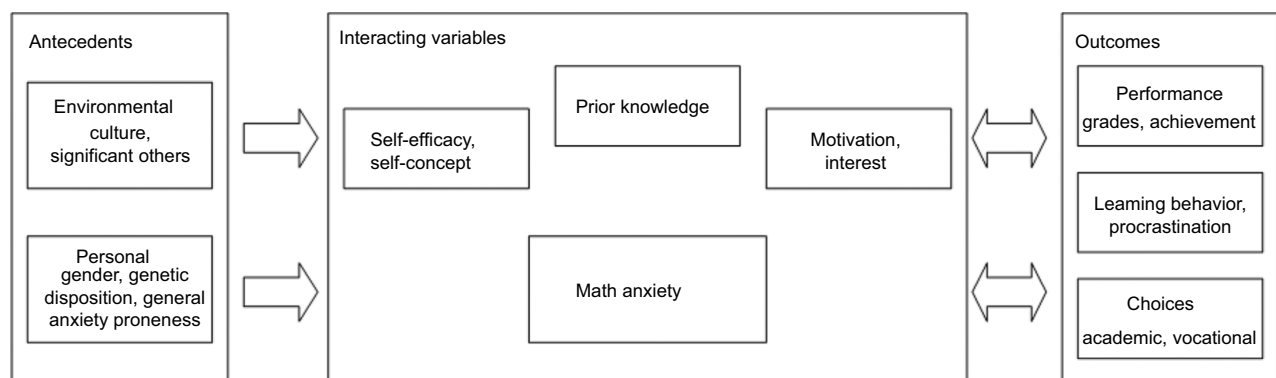 Antecedents
Environmental
culture,
significant others
Personal
gender, genetic
disposition, general
anxiety proneness
Interacting variables
Prior knowledge
Self-efficacy,
self-concept
Motivation,
interest
Math anxiety
Outcomes
Performance
grades, achievement
Leaming behavior,
procrastination
Choices
academic, vocational